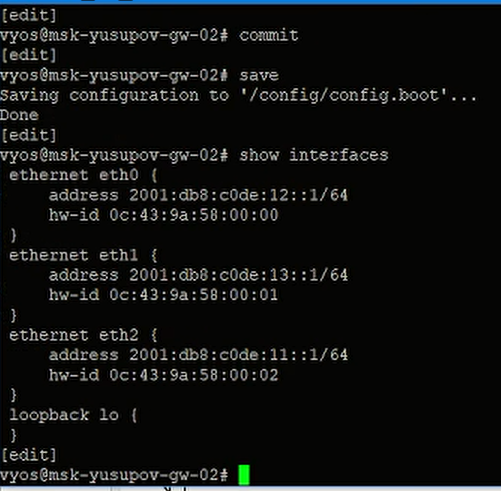 [edit]
vyos@msk-yusupov-gw-02# commit
[edit]
vyos@msk-yusupov-gw-02# save
Saving configuration to '/config/config.boot'...
Done
[edit]
vyos@msk-yusupov-gw-02# show interfaces
 ethernet eth0 {
     address 2001:db8:c0de:12::1/64
     hw-id 0c:43:9a:58:00:00
 }
 ethernet eth1 {
     address 2001:db8:c0de:13::1/64
     hw-id 0c:43:9a:58:00:01
 }
 ethernet eth2 {
     address 2001:db8:c0de:11::1/64
     hw-id 0c:43:9a:58:00:02
 }
 loopback lo {
 }
[edit]
vyos@msk-yusupov-gw-02#